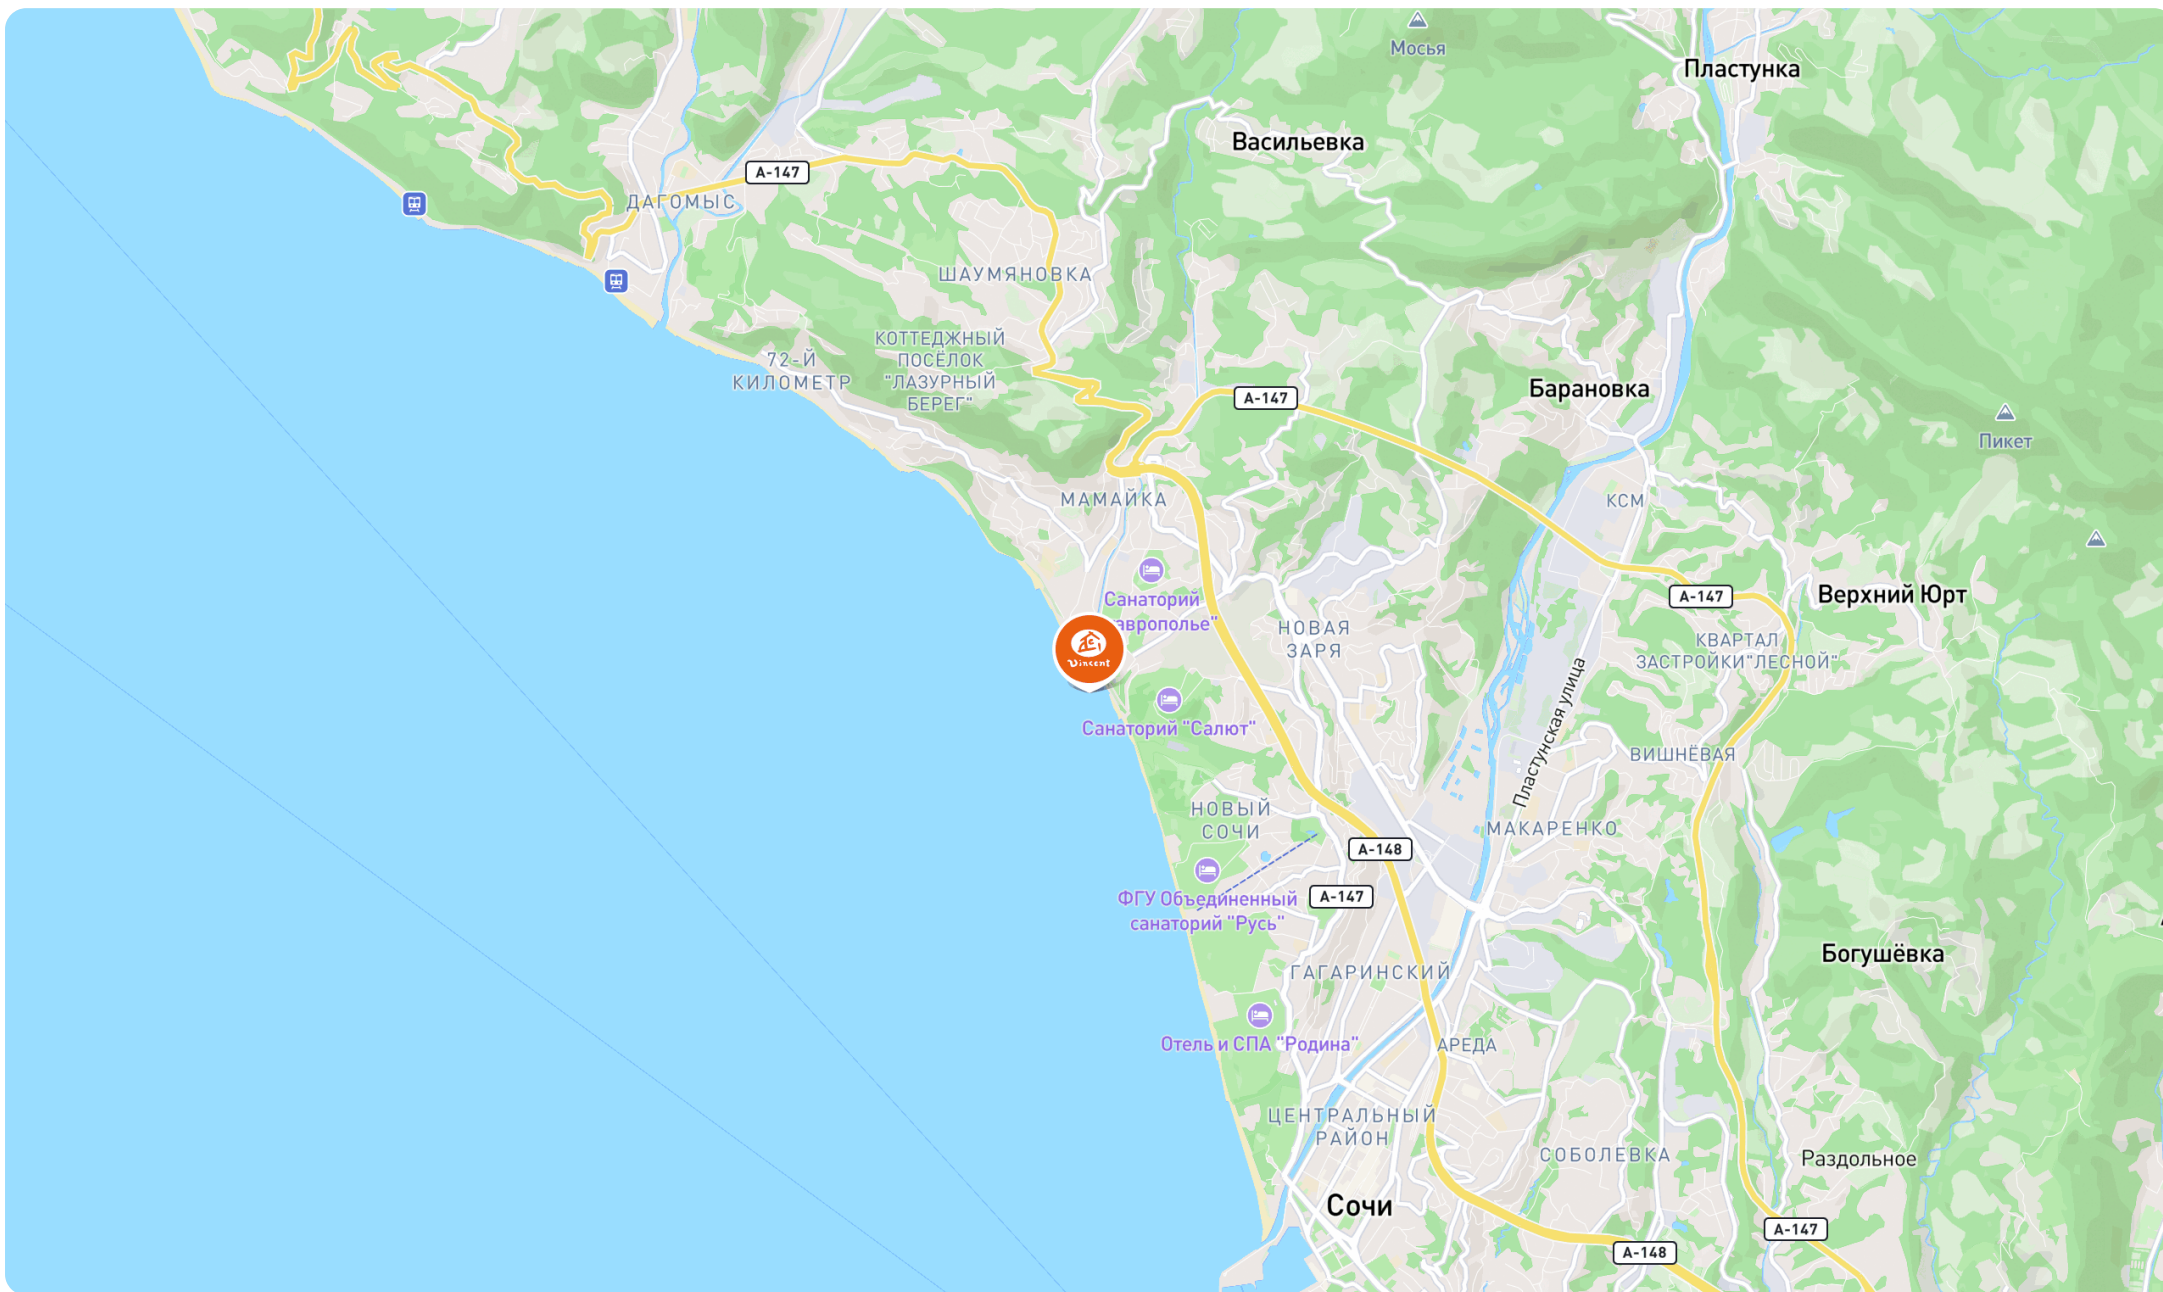 Мосья
Пластунка
Васильевка
А-147
ДАГОМЫС
ШАУМЯНОВКА
КОТТЕДЖНЫЙ
ПОСЁЛОК
"ЛАЗУРНЫЙ
БЕРЕГ"
72-Й
КИЛОМЕТР
А-147
Барановка
Пикет
МАМАЙКА
КСМ
Санаторий
аврополье"
Vincent
А-147
Верхний Юрт
НОВАЯ
ЗАРЯ
КВАРТАЛ
ЗАСТРОЙКИ"ЛЕСНОЙ"
Санаторий "Салют"
Пластунская улица
ВИШНЁВАЯ
НОВЫЙ
СОЧИ
МАКАРЕНКО
А-148
А-147
ФГУ Объединенный
санаторий "Русь"
Богушёвка
ГАГАРИНСКИЙ
Отель и СПА "Родина"
АРЕДА
ЦЕНТРАЛЬНЫЙ
РАЙОН
СОБОЛЕВКА
Раздольное
Сочи
А-147
А-148